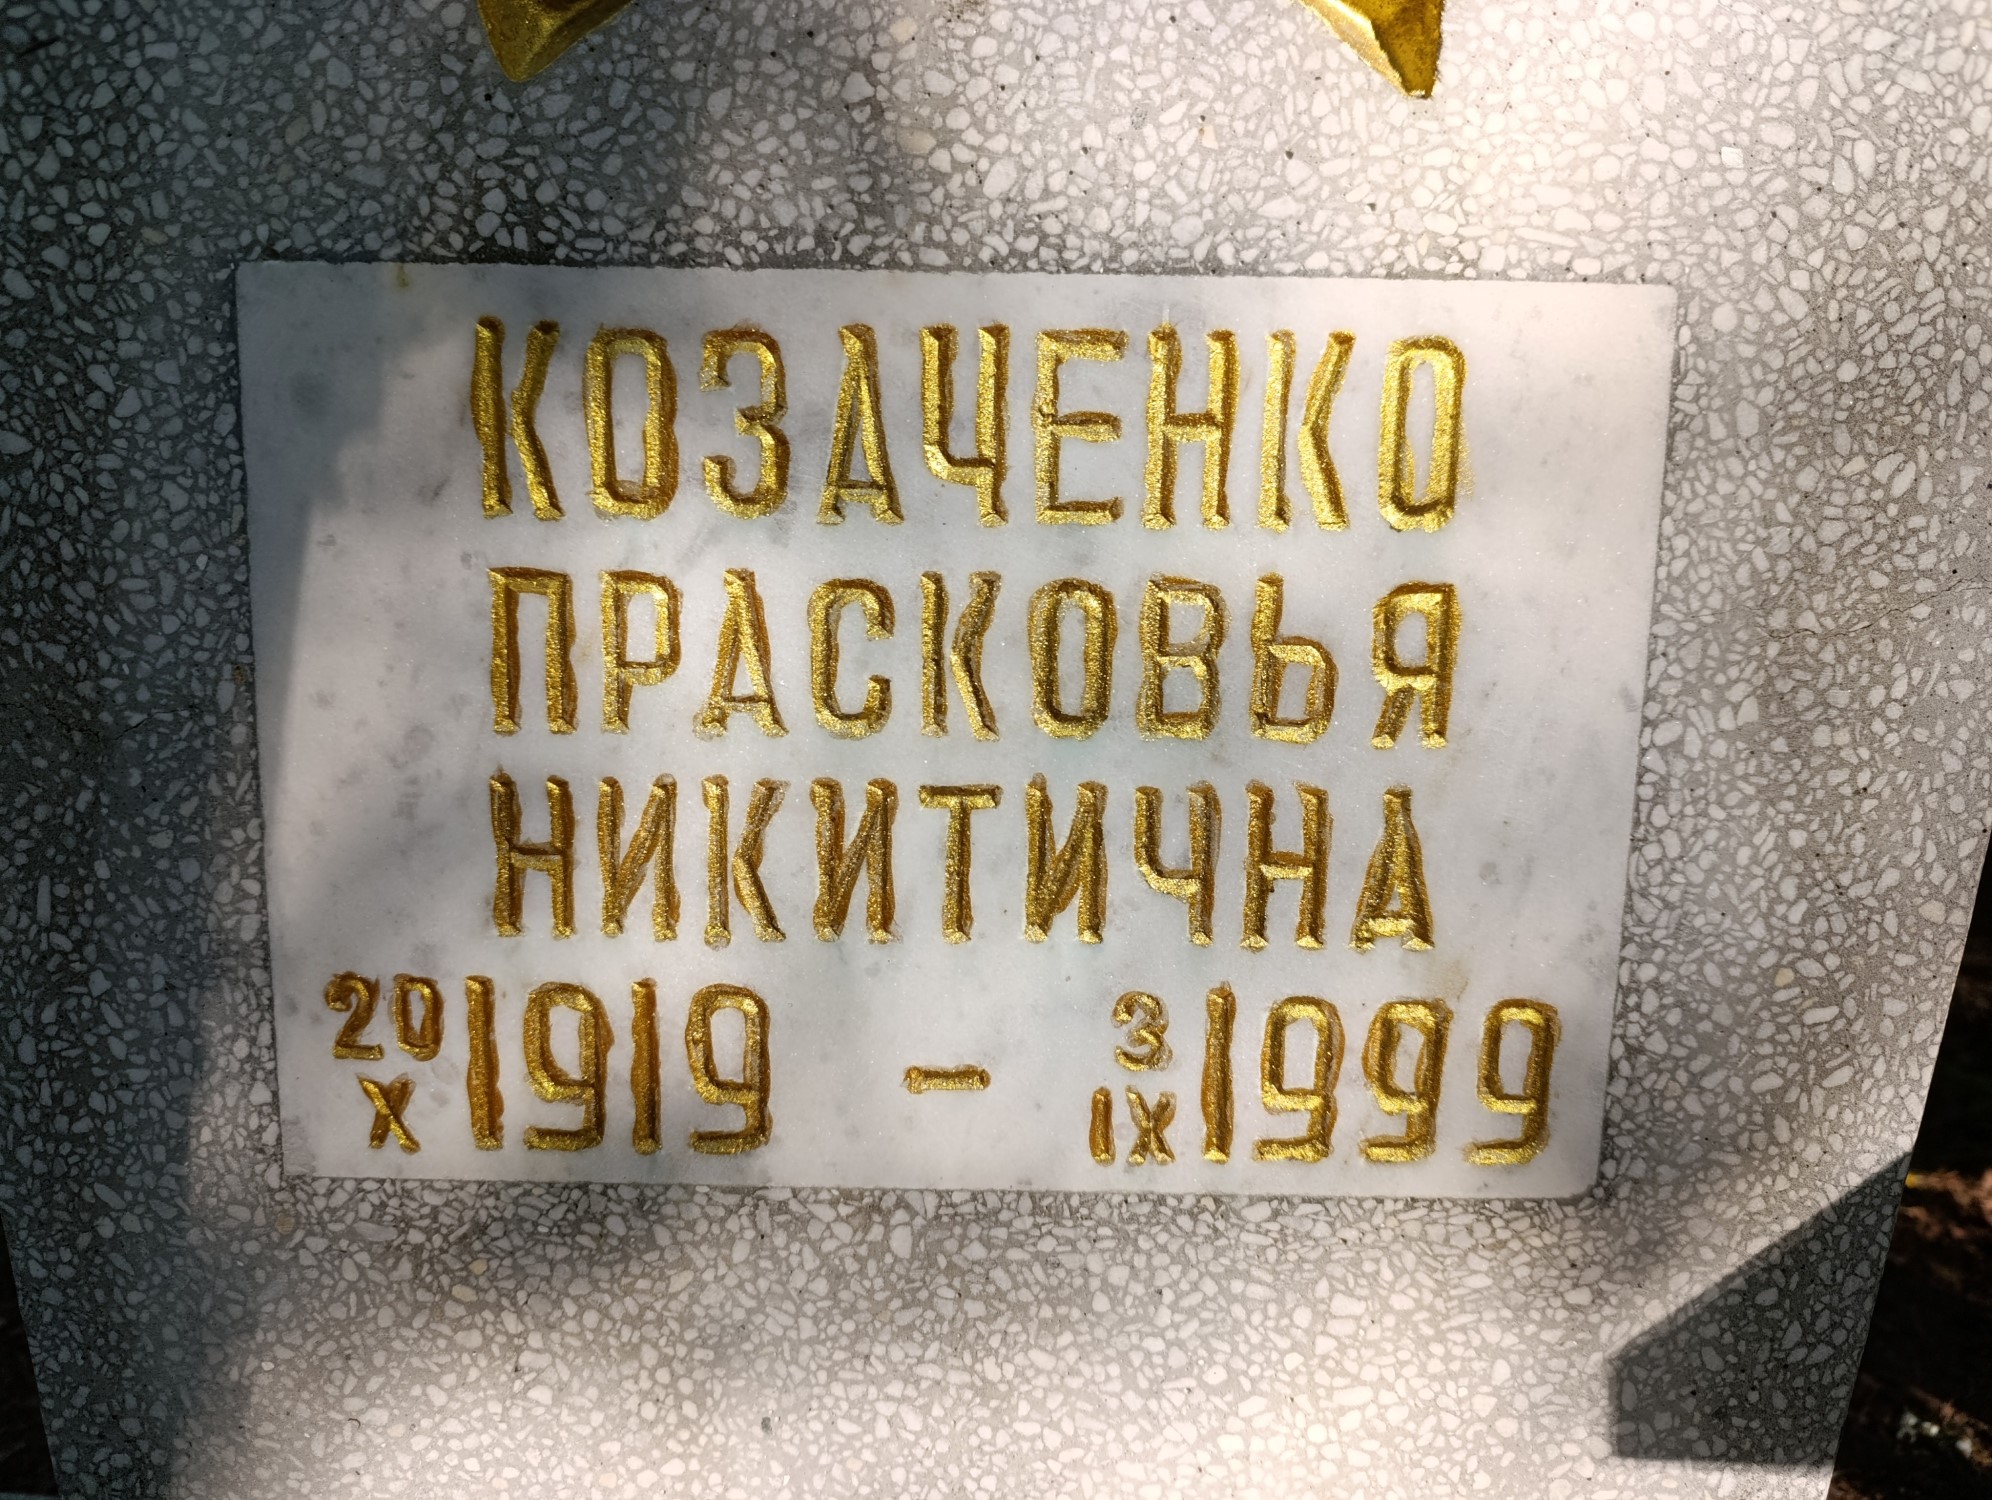 КОЗАЧЕНКО
ПРАСКОВЬЯ
НИКИТИЧНА
20 X 1919 – 3 IX 1999